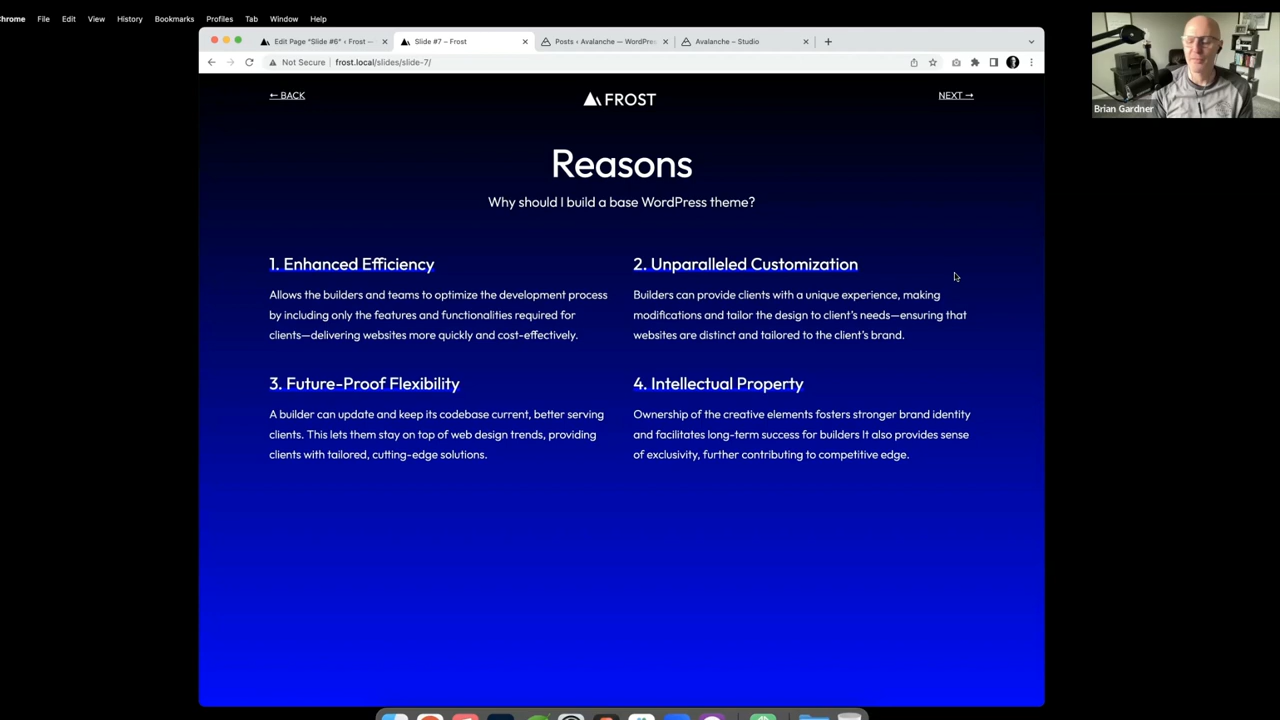 Chrome File Edit View History Bookmarks Profiles Tab Window Help
Edit Page "Slide #6" ‹ Frost —
Slide #7 – Frost
Posts ‹ Avalanche — WordPres
Avalanche – Studio
Not Secure frost.local/slides/slide-7/
Brian Gardner
← BACK
FROST
NEXT →
Reasons
Why should I build a base WordPress theme?
1. Enhanced Efficiency
Allows the builders and teams to optimize the development process
by including only the features and functionalities required for
clients—delivering websites more quickly and cost-effectively.
2. Unparalleled Customization
Builders can provide clients with a unique experience, making
modifications and tailor the design to client's needs—ensuring that
websites are distinct and tailored to the client's brand.
3. Future-Proof Flexibility
A builder can update and keep its codebase current, better serving
clients. This lets them stay on top of web design trends, providing
clients with tailored, cutting-edge solutions.
4. Intellectual Property
Ownership of the creative elements fosters stronger brand identity
and facilitates long-term success for builders It also provides sense
of exclusivity, further contributing to competitive edge.